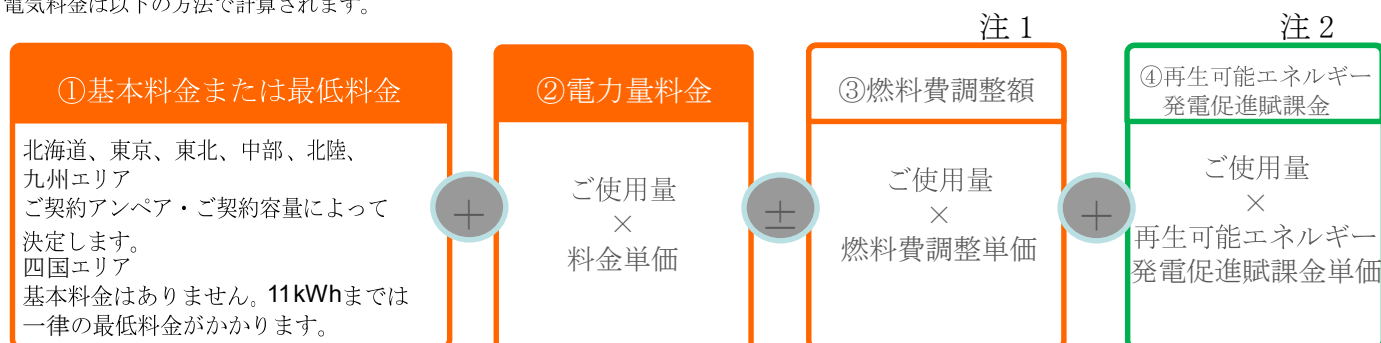 電気料金は以下の方法で計算されます。
注1
注2
①基本料金または最低料金
北海道、東京、東北、中部、北陸、
九州エリア
ご契約アンペア・ご契約容量によって
決定します。
四国エリア
基本料金はありません。11kWhまでは
一律の最低料金がかかります。
+
②電力量料金
ご使用量
×
料金単価
±
③燃料費調整額
ご使用量
×
燃料費調整単価
+
④再生可能エネルギー
発電促進賦課金
ご使用量
×
再生可能エネルギー
発電促進賦課金単価